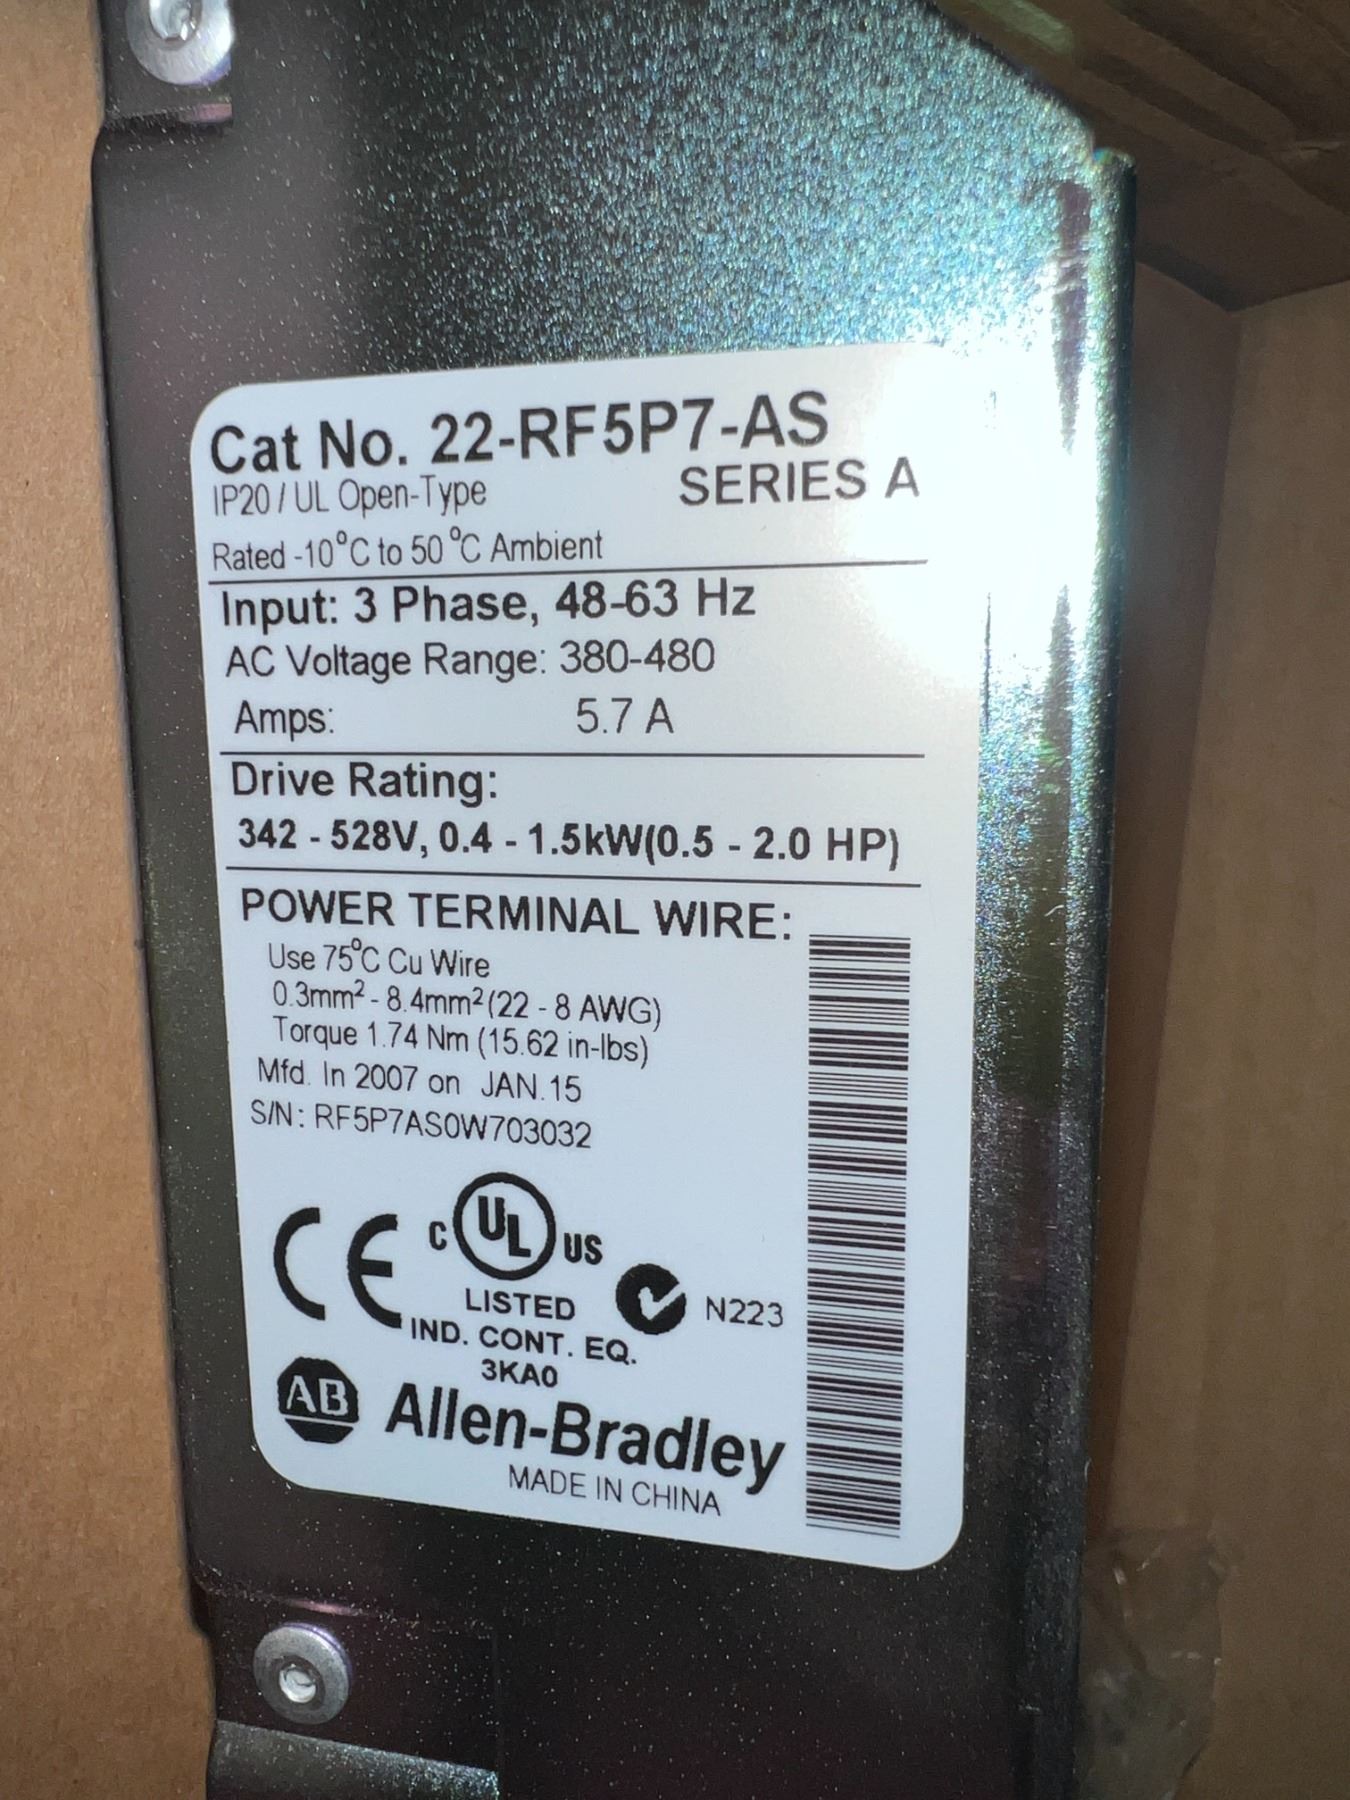 Cat No. 22-RF5P7-AS
IP20 / UL Open-Type SERIES A
Rated -10°C to 50 °C Ambient
Input: 3 Phase, 48-63 Hz
AC Voltage Range: 380-480
Amps: 5.7 A
Drive Rating:
342 - 528V, 0.4 - 1.5kW(0.5 - 2.0 HP)
POWER TERMINAL WIRE:
Use 75°C Cu Wire
0.3mm² - 8.4mm² (22 - 8 AWG)
Torque 1.74 Nm (15.62 in-lbs)
Mfd. In 2007 on JAN.15
S/N: RF5P7AS0W703032
CE C UL US
LISTED N223
IND. CONT. EQ.
3KA0
AB Allen-Bradley
MADE IN CHINA